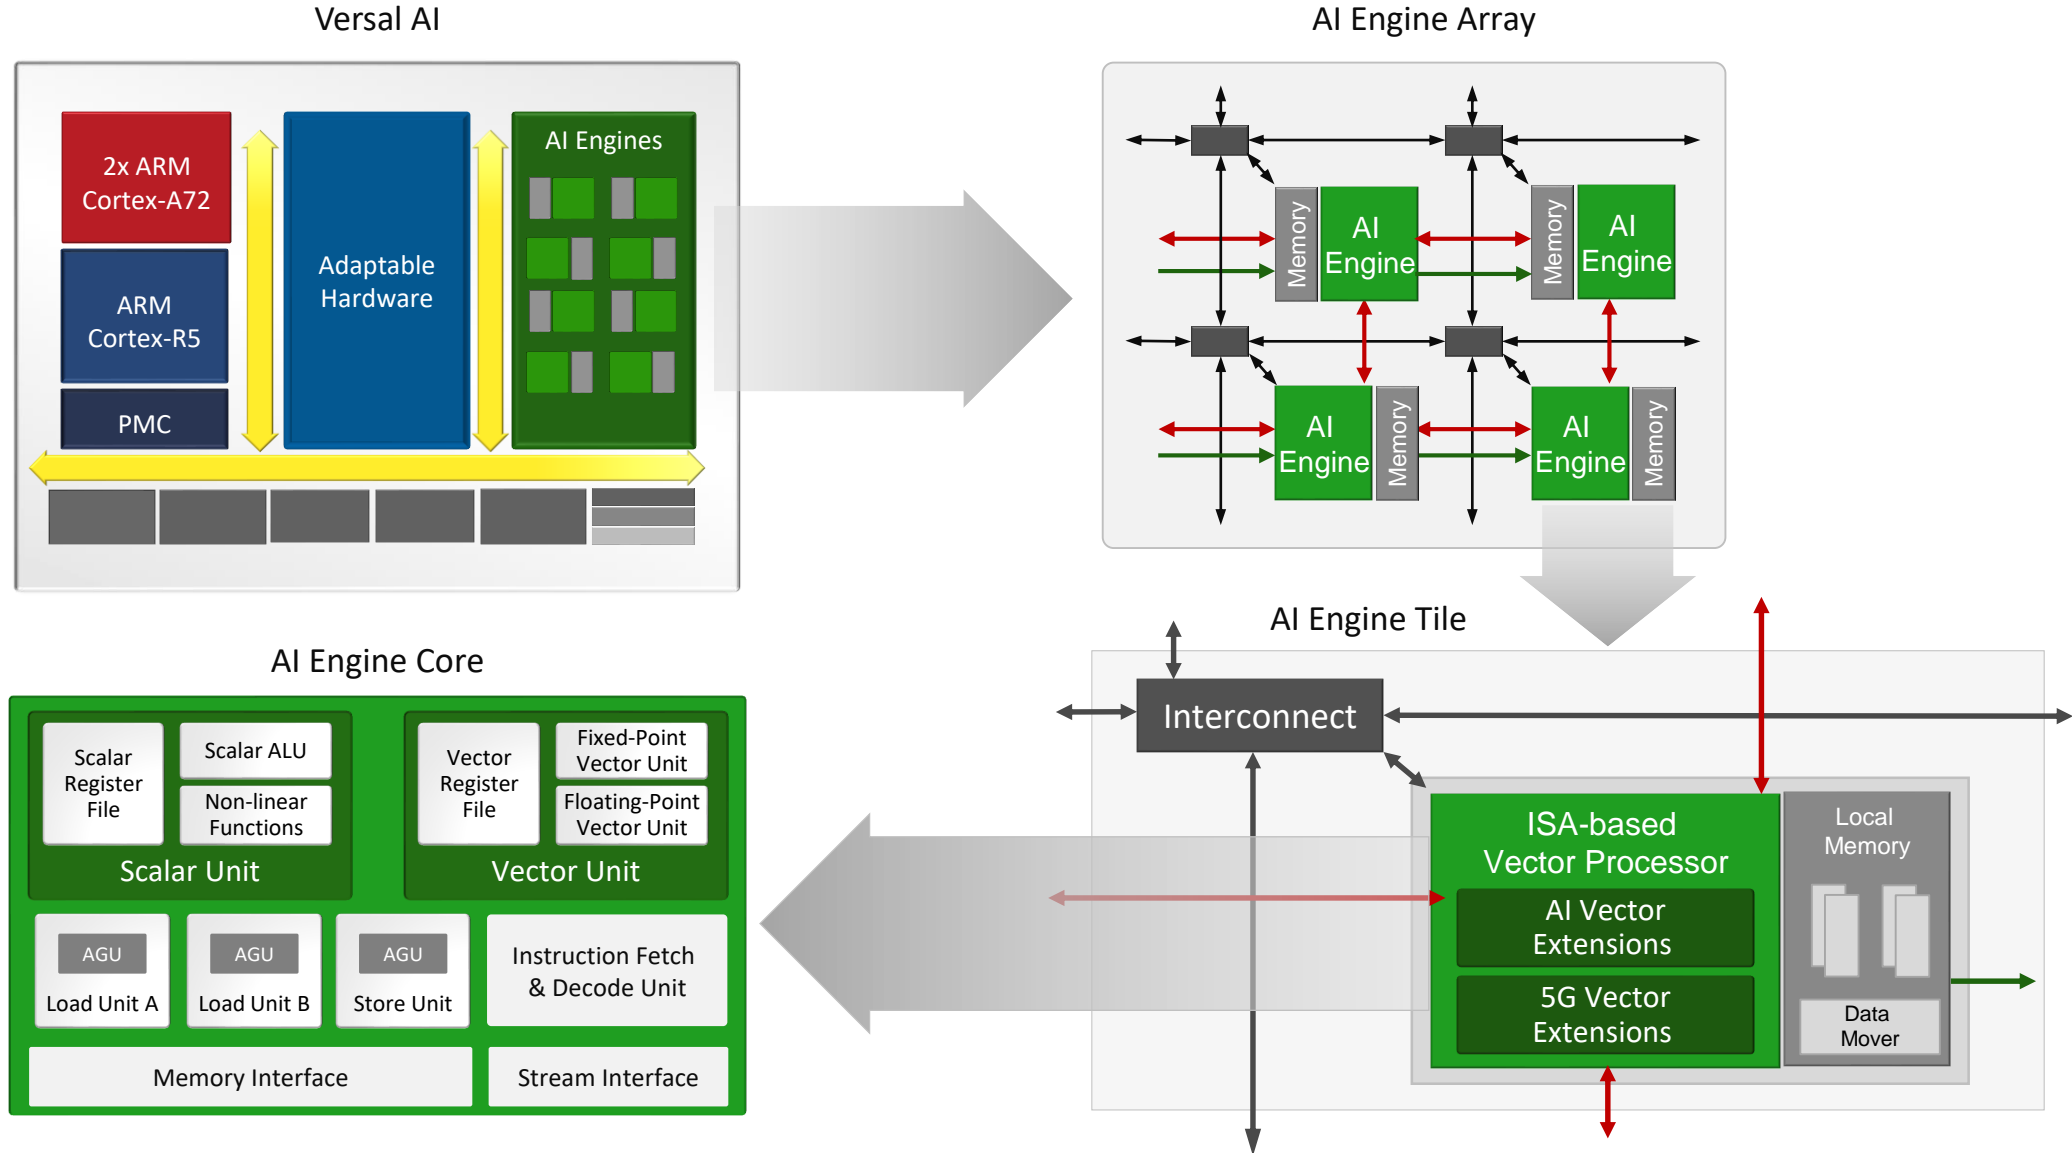 Versal AI
2x ARM
Cortex-A72
ARM
Cortex-R5
PMC
Adaptable
Hardware
AI Engines
AI Engine Array
Memory
AI
Engine
Memory
AI
Engine
AI
Engine
Memory
AI
Engine
Memory
AI Engine Tile
Interconnect
ISA-based
Vector Processor
AI Vector
Extensions
5G Vector
Extensions
Local
Memory
Data
Mover
AI Engine Core
Scalar
Register
File
Scalar ALU
Non-linear
Functions
Scalar Unit
Vector
Register
File
Fixed-Point
Vector Unit
Floating-Point
Vector Unit
Vector Unit
AGU
Load Unit A
AGU
Load Unit B
AGU
Store Unit
Instruction Fetch
& Decode Unit
Memory Interface
Stream Interface